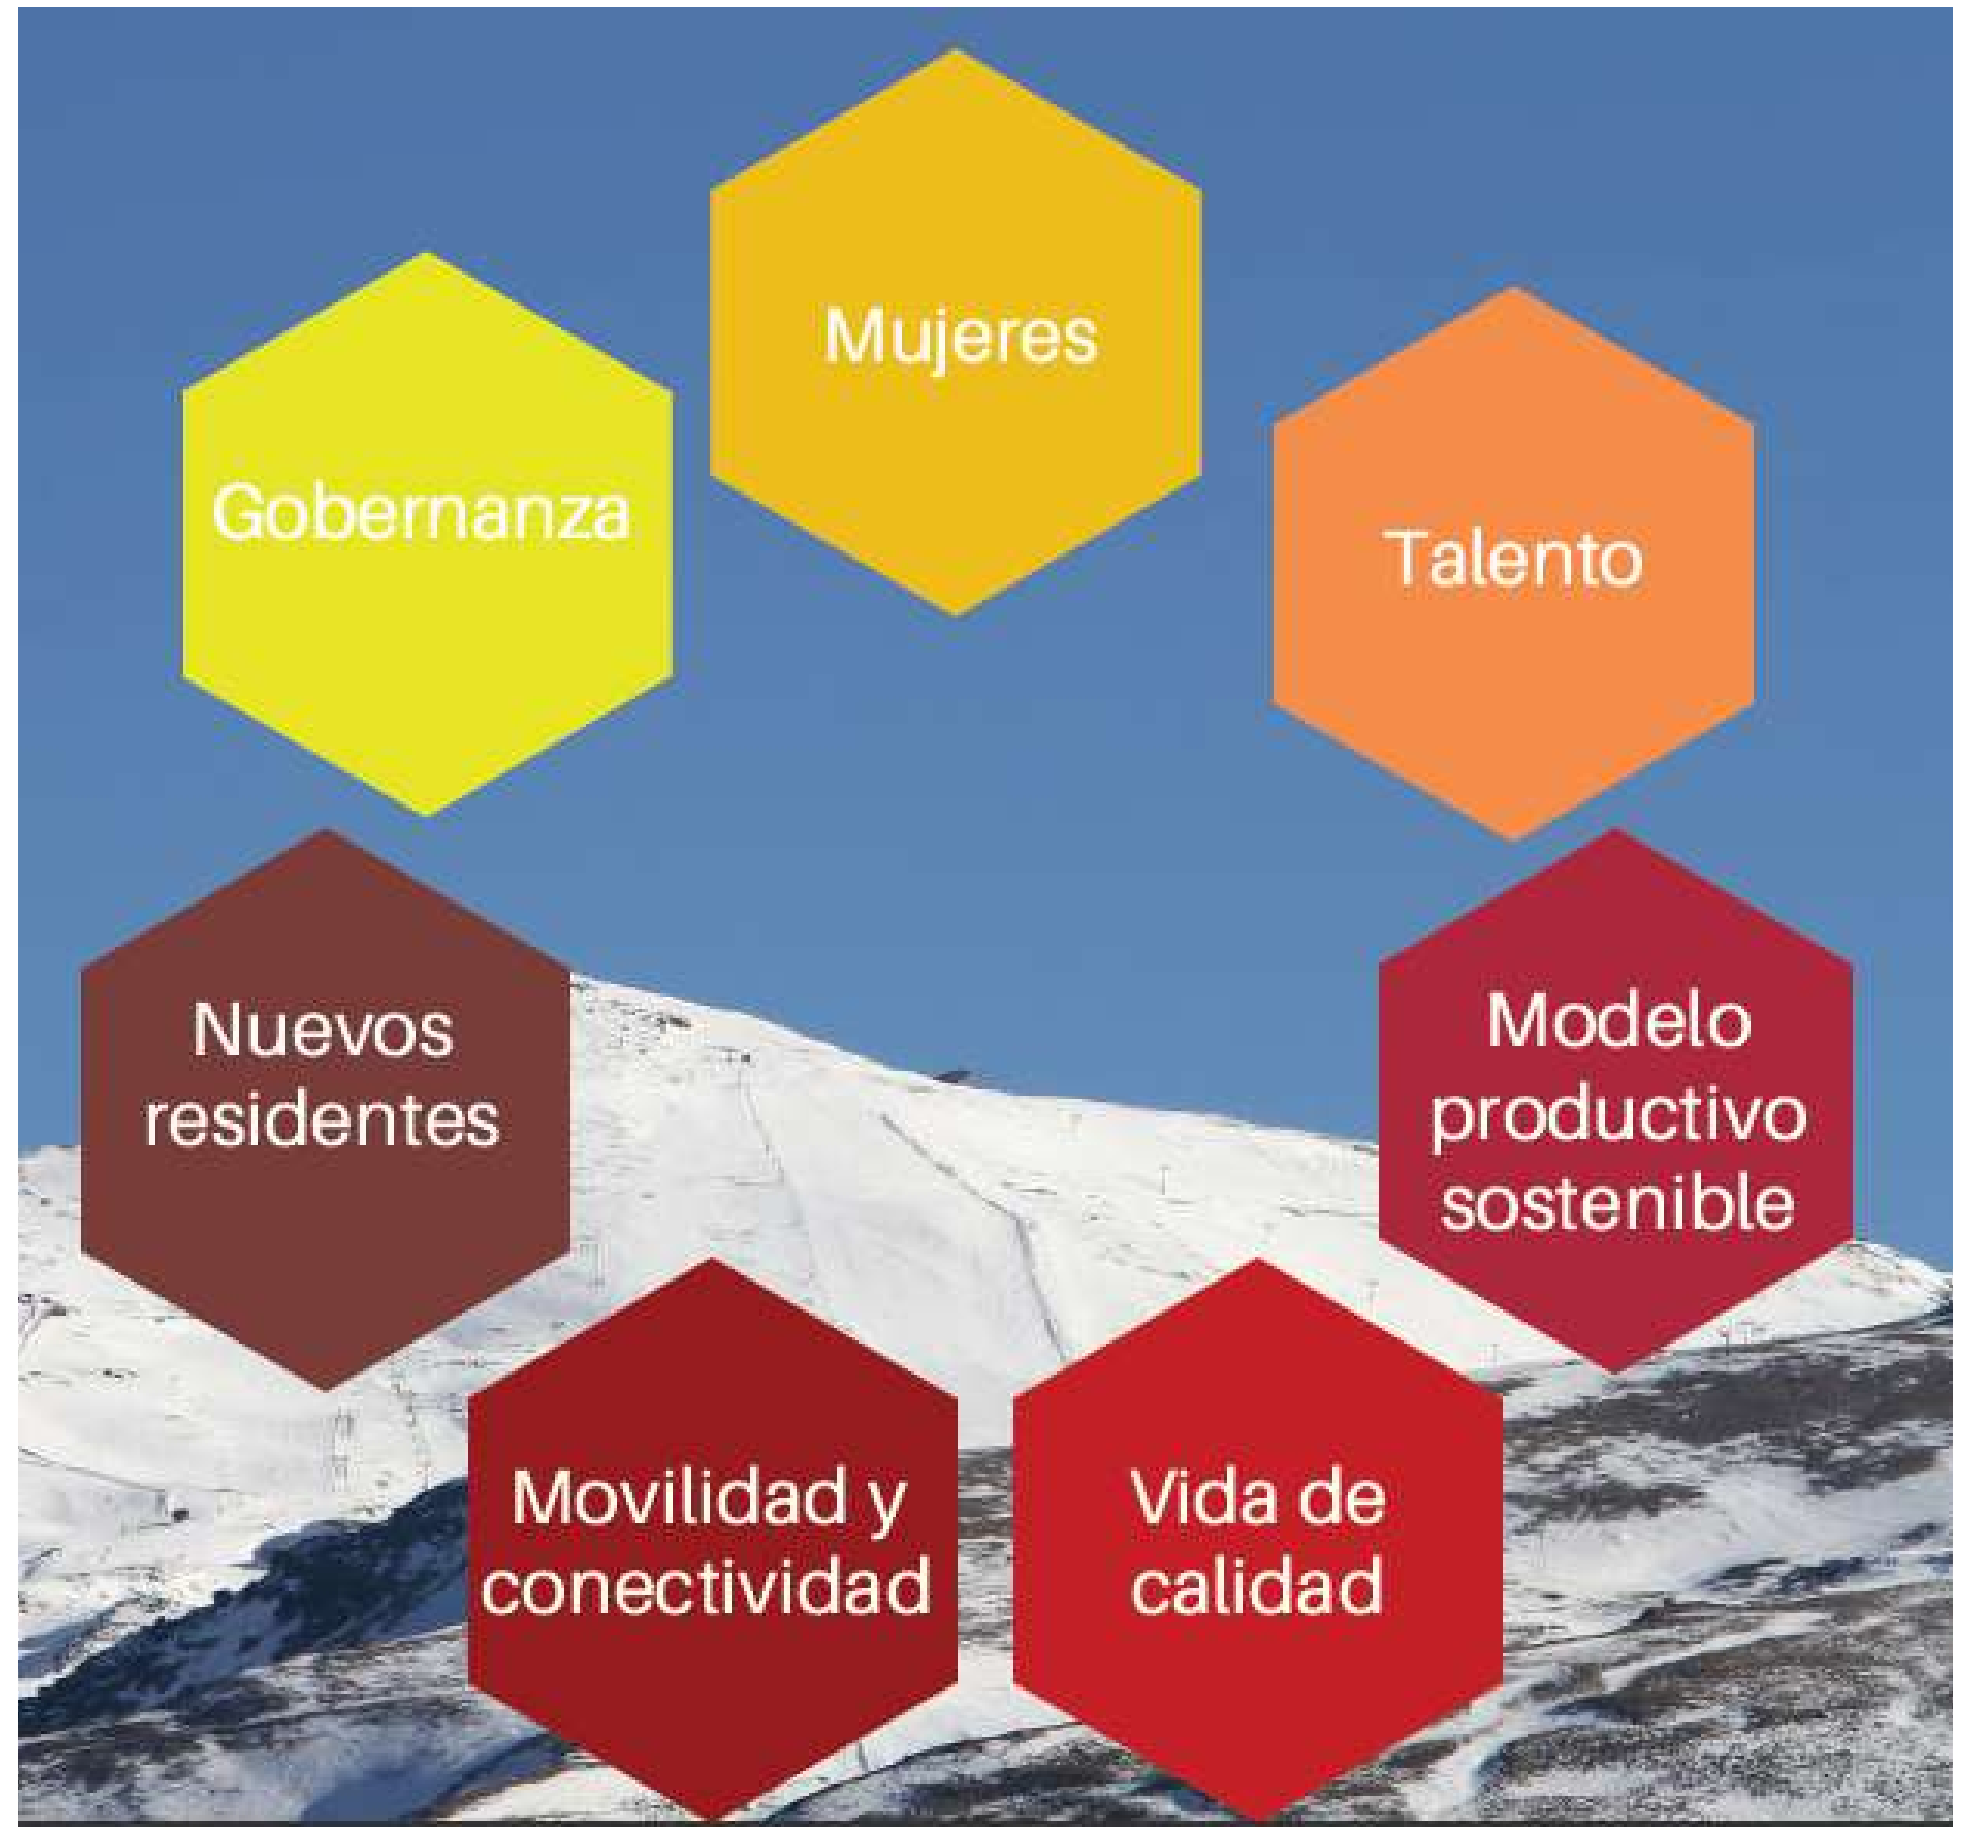 Mujeres
Gobernanza
Talento
Nuevos
residentes
Modelo
productivo
sostenible
Movilidad y
conectividad
Vida de
calidad